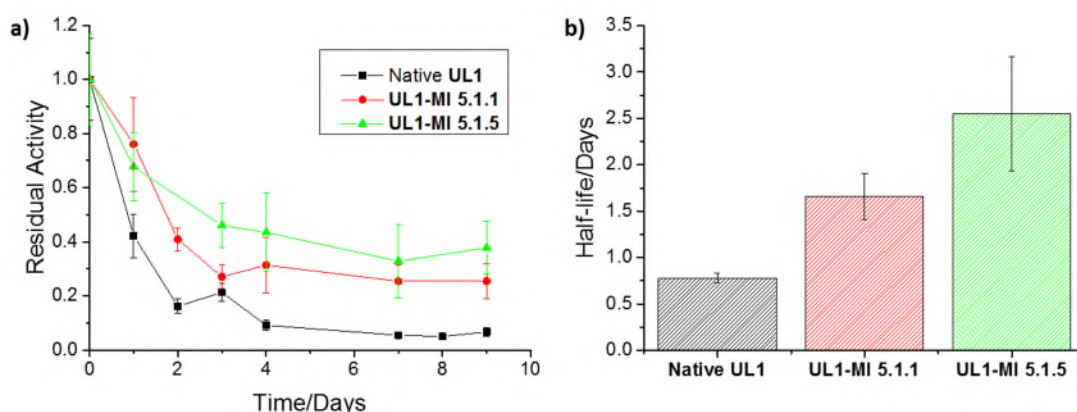 a)
1.2
1.0
0.8
0.6
0.4
0.2
0.0
Residual Activity
Native UL1
UL1-MI 5.1.1
UL1-MI 5.1.5
0 2 4 6 8 10
Time/Days
b)
3.5
3.0
2.5
2.0
1.5
1.0
0.5
0.0
Half-life/Days
Native UL1 UL1-MI 5.1.1 UL1-MI 5.1.5